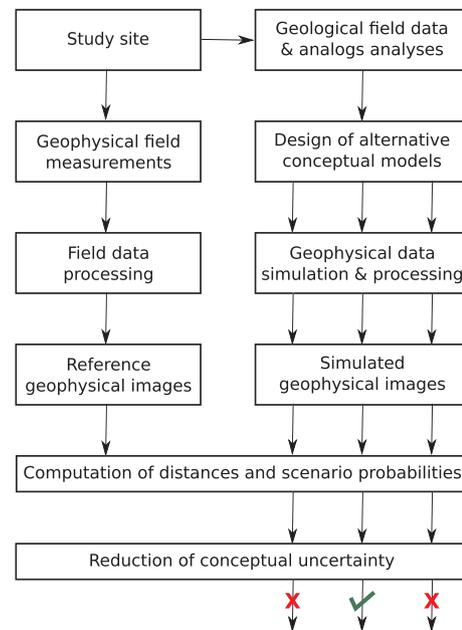 Study site
Geological field data
& analogs analyses
Geophysical field
measurements
Design of alternative
conceptual models
Field data
processing
Geophysical data
simulation & processing
Reference
geophysical images
Simulated
geophysical images
Computation of distances and scenario probabilities
Reduction of conceptual uncertainty
X
X